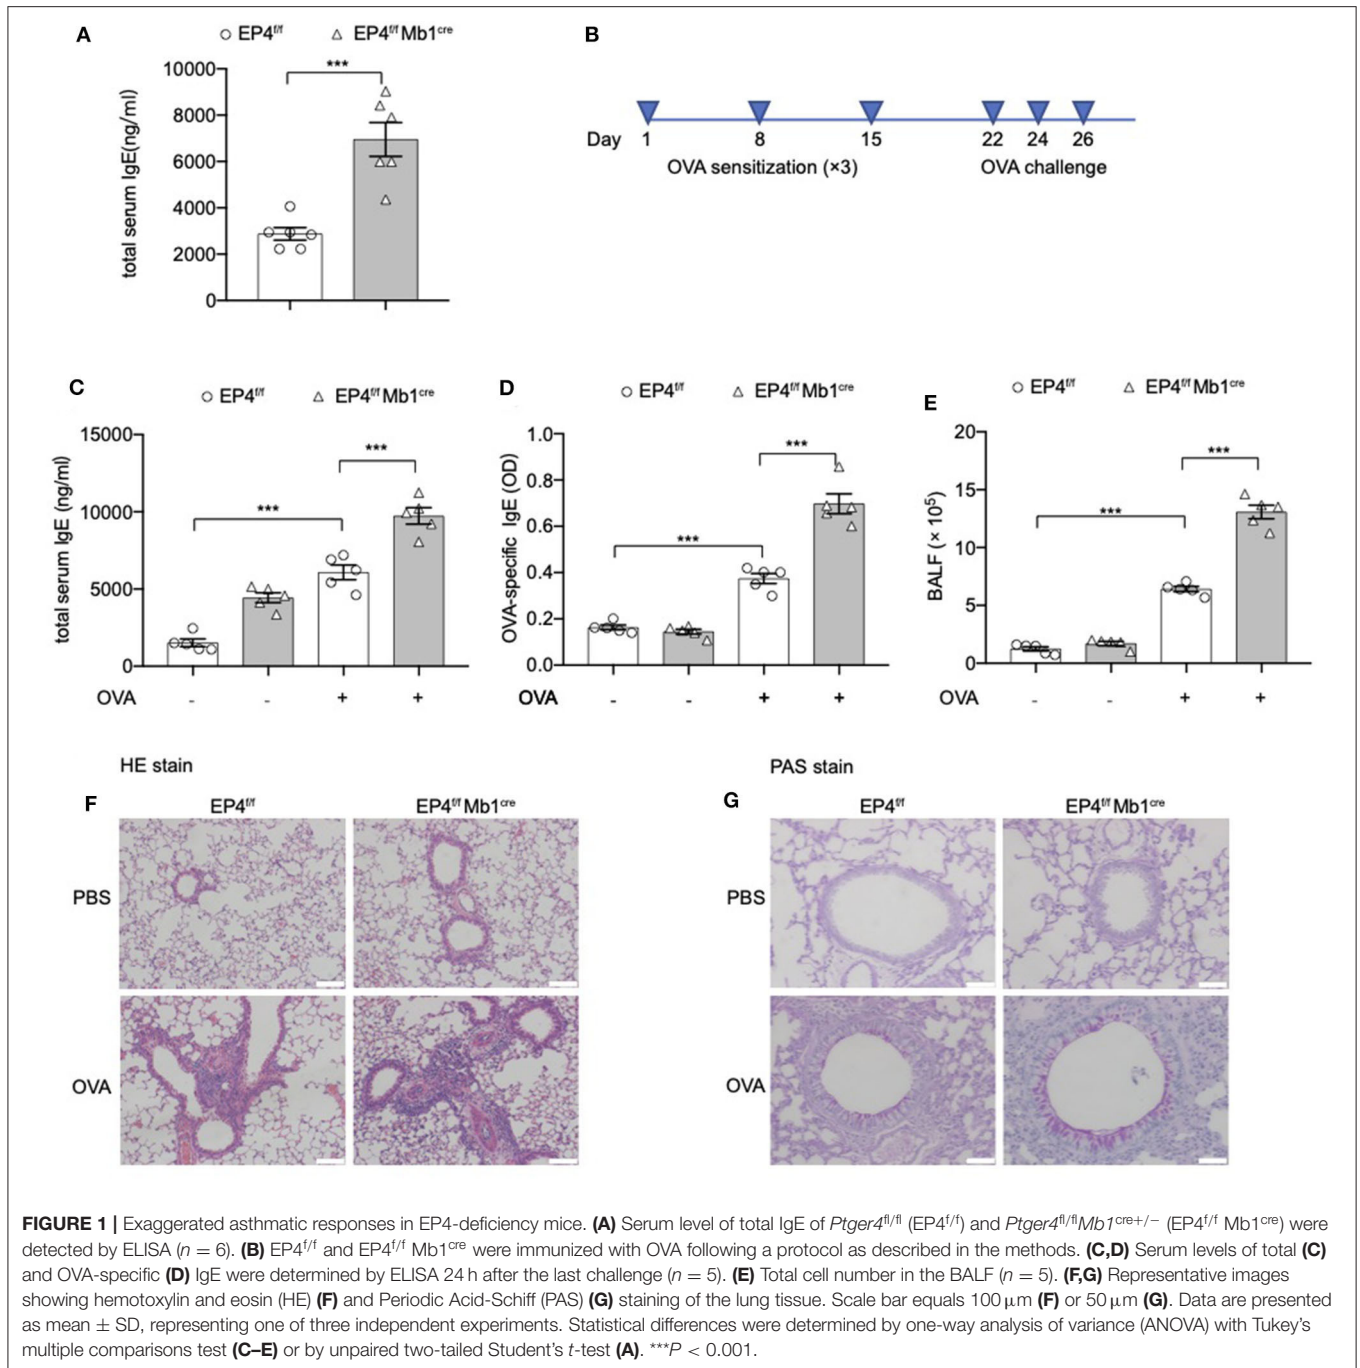 A
○ EP4f/f △ EP4f/f Mb1cre
***
10000
8000
6000
4000
2000
0
total serum IgE(ng/ml)
B
Day 1 8 15 22 24 26
OVA sensitization (×3) OVA challenge
C
○ EP4f/f △ EP4f/f Mb1cre
15000
10000
5000
0
total serum IgE (ng/ml)
***
***
OVA - - + +
D
○ EP4f/f △ EP4f/f Mb1cre
1.0
0.8
0.6
0.4
0.2
0.0
OVA-specific IgE (OD)
***
***
OVA - - + +
E
○ EP4f/f △ EP4f/f Mb1cre
20
15
10
5
0
BALF (× 10⁵)
***
***
- - + +
HE stain
F
EP4f/f EP4f/f Mb1cre
PBS
OVA
PAS stain
G
EP4f/f EP4f/f Mb1cre
PBS
OVA
FIGURE 1 | Exaggerated asthmatic responses in EP4-deficiency mice. (A) Serum level of total IgE of Ptger4fl/fl (EP4f/f) and Ptger4fl/flMb1cre+/− (EP4f/f Mb1cre) were
detected by ELISA (n = 6). (B) EP4f/f and EP4f/f Mb1cre were immunized with OVA following a protocol as described in the methods. (C,D) Serum levels of total (C)
and OVA-specific (D) IgE were determined by ELISA 24 h after the last challenge (n = 5). (E) Total cell number in the BALF (n = 5). (F,G) Representative images
showing hemotoxylin and eosin (HE) (F) and Periodic Acid-Schiff (PAS) (G) staining of the lung tissue. Scale bar equals 100 μm (F) or 50 μm (G). Data are presented
as mean ± SD, representing one of three independent experiments. Statistical differences were determined by one-way analysis of variance (ANOVA) with Tukey's
multiple comparisons test (C–E) or by unpaired two-tailed Student's t-test (A). ***P < 0.001.